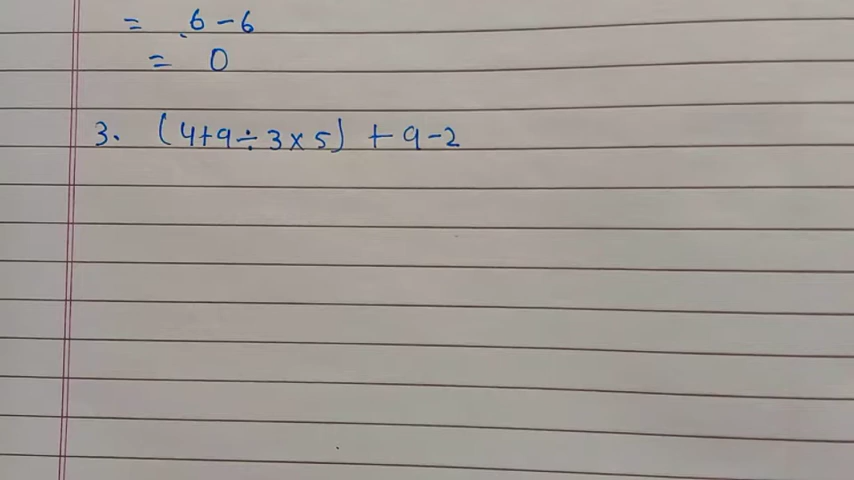 = 6-6
= 0
3. (4+9÷3×5) + 9-2